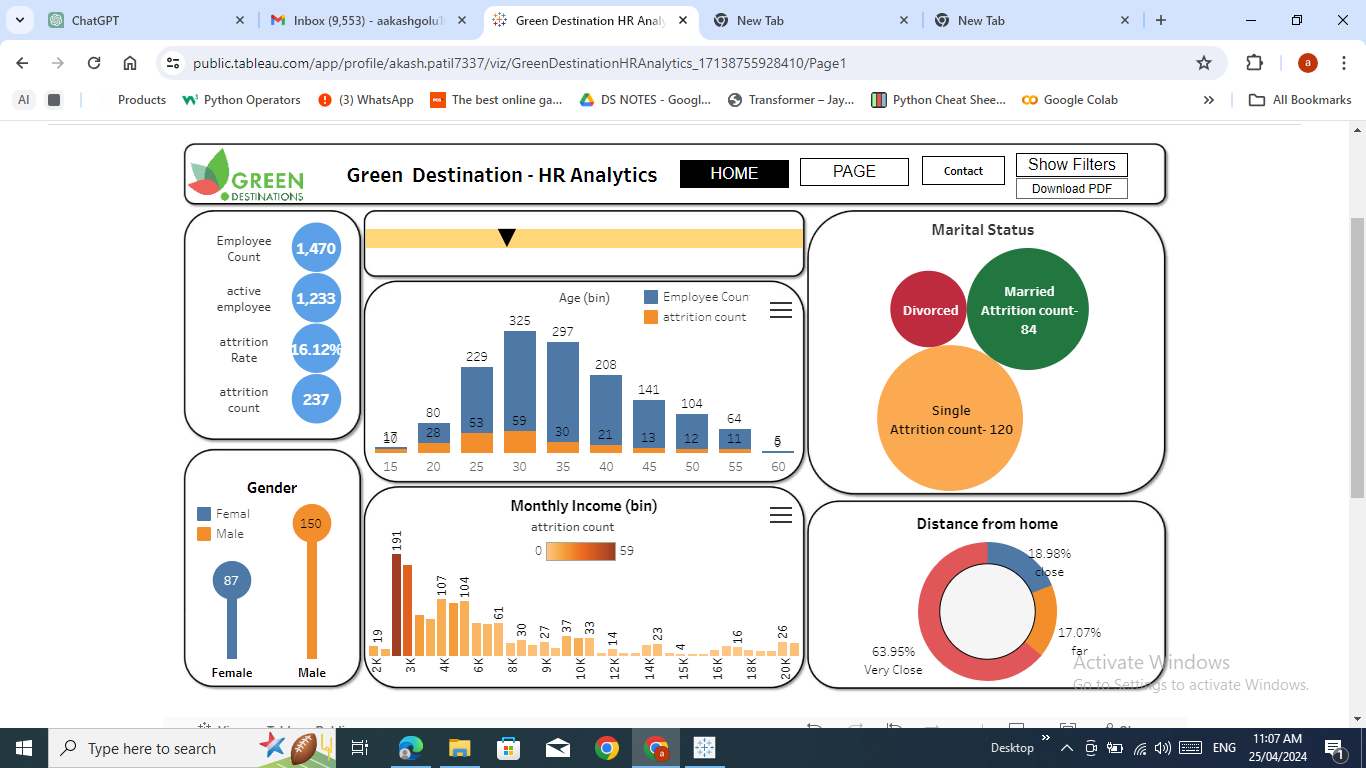 ChatGPT
Inbox (9,553) - aakashgolu1
Green Destination HR Analy
New Tab
New Tab
public.tableau.com/app/profile/akash.patil7337/viz/GreenDestinationHRAnalytics_17138755928410/Page1
a
AI
Products
Python Operators
(3) WhatsApp
The best online ga...
DS NOTES - Googl...
Transformer – Jay...
Python Cheat Shee...
Google Colab
All Bookmarks
GREEN
DESTINATIONS
Green Destination - HR Analytics
HOME
PAGE
Contact
Show Filters
Download PDF
Employee
Count
1,470
active
employee
1,233
attrition
Rate
16.12%
attrition
count
237
Age (bin)
Employee Coun
attrition count
17
10
80
28
229
53
325
59
297
30
208
21
141
13
104
12
64
11
15
20
25
30
35
40
45
50
55
60
Marital Status
Divorced
Married
Attrition count-
84
Single
Attrition count- 120
Gender
Femal
Male
87
150
Female
Male
Monthly Income (bin)
attrition count
0
59
19
191
107
104
61
30
27
37
33
14
23
4
16
26
2K
3K
4K
6K
8K
9K
10K
12K
14K
15K
16K
18K
20K
Distance from home
18.98%
close
17.07%
far
63.95%
Very Close
Activate Windows
Go to Settings to activate Windows.
Type here to search
Desktop
ENG
11:07 AM
25/04/2024
1